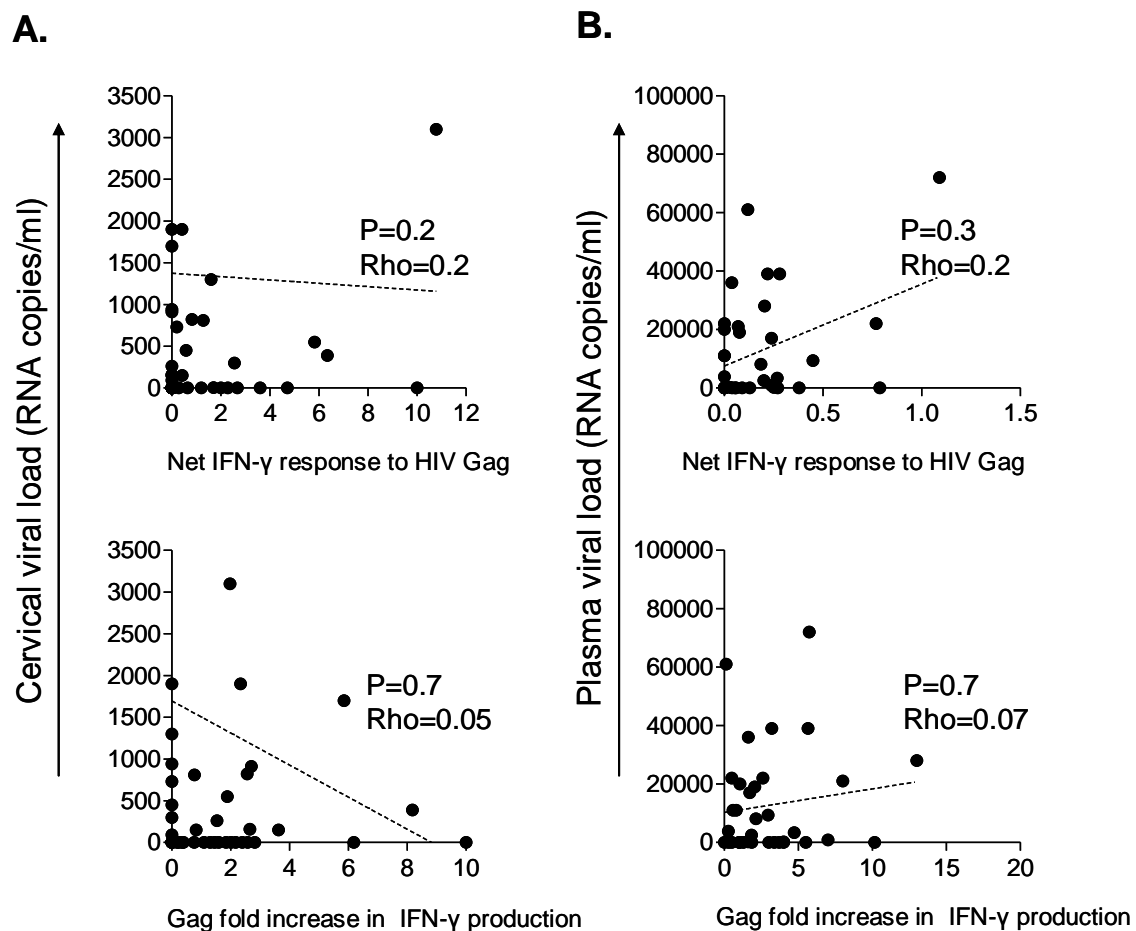 A.
B.
Cervical viral load (RNA copies/ml)
3500
3000
2500
2000
1500
1000
500
0
0 2 4 6 8 10 12
P=0.2
Rho=0.2
Net IFN-γ response to HIV Gag
3500
3000
2500
2000
1500
1000
500
0
0 2 4 6 8 10
P=0.7
Rho=0.05
Gag fold increase in IFN-γ production
Plasma viral load (RNA copies/ml)
100000
80000
60000
40000
20000
0
0.0 0.5 1.0 1.5
P=0.3
Rho=0.2
Net IFN-γ response to HIV Gag
100000
80000
60000
40000
20000
0
0 5 10 15 20
P=0.7
Rho=0.07
Gag fold increase in IFN-γ production